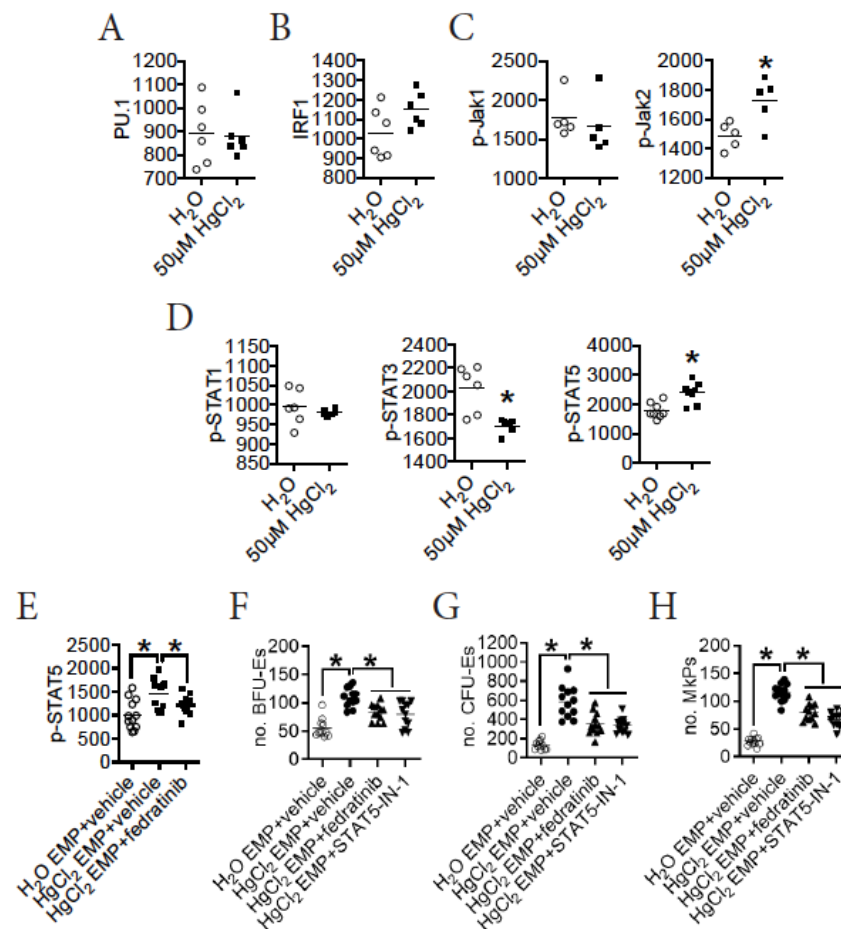 A
PU.1
1200
1100
1000
900
800
700
H₂O
50µM HgCl₂
B
IRF1
1400
1300
1200
1100
1000
900
800
H₂O
50µM HgCl₂
C
p-Jak1
2500
2000
1500
1000
H₂O
50µM HgCl₂
p-Jak2
2000
1800
1600
1400
1200
*
H₂O
50µM HgCl₂
D
p-STAT1
1150
1100
1050
1000
950
900
850
H₂O
50µM HgCl₂
p-STAT3
2400
2200
2000
1800
1600
1400
*
H₂O
50µM HgCl₂
p-STAT5
5000
4000
3000
2000
1000
0
*
H₂O
50µM HgCl₂
E
p-STAT5
2500
2000
1500
1000
500
0
* *
H₂O EMP+vehicle
HgCl₂ EMP+vehicle
HgCl₂ EMP+fedratinib
F
no. BFU-Es
200
150
100
50
0
* *
H₂O EMP+vehicle
HgCl₂ EMP+vehicle
HgCl₂ EMP+fedratinib
HgCl₂ EMP+STAT5-IN-1
G
no. CFU-Es
1200
1000
800
600
400
200
0
* *
H₂O EMP+vehicle
HgCl₂ EMP+vehicle
HgCl₂ EMP+fedratinib
HgCl₂ EMP+STAT5-IN-1
H
no. MkPs
200
150
100
50
0
* *
H₂O EMP+vehicle
HgCl₂ EMP+vehicle
HgCl₂ EMP+fedratinib
HgCl₂ EMP+STAT5-IN-1